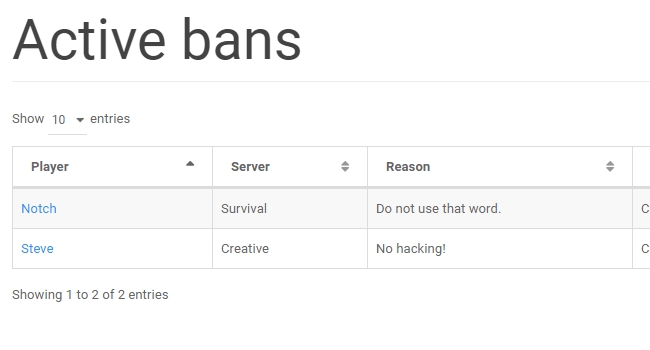 Active bans
Show 10 entries
Player Server Reason
Notch Survival Do not use that word. C
Steve Creative No hacking! C
Showing 1 to 2 of 2 entries